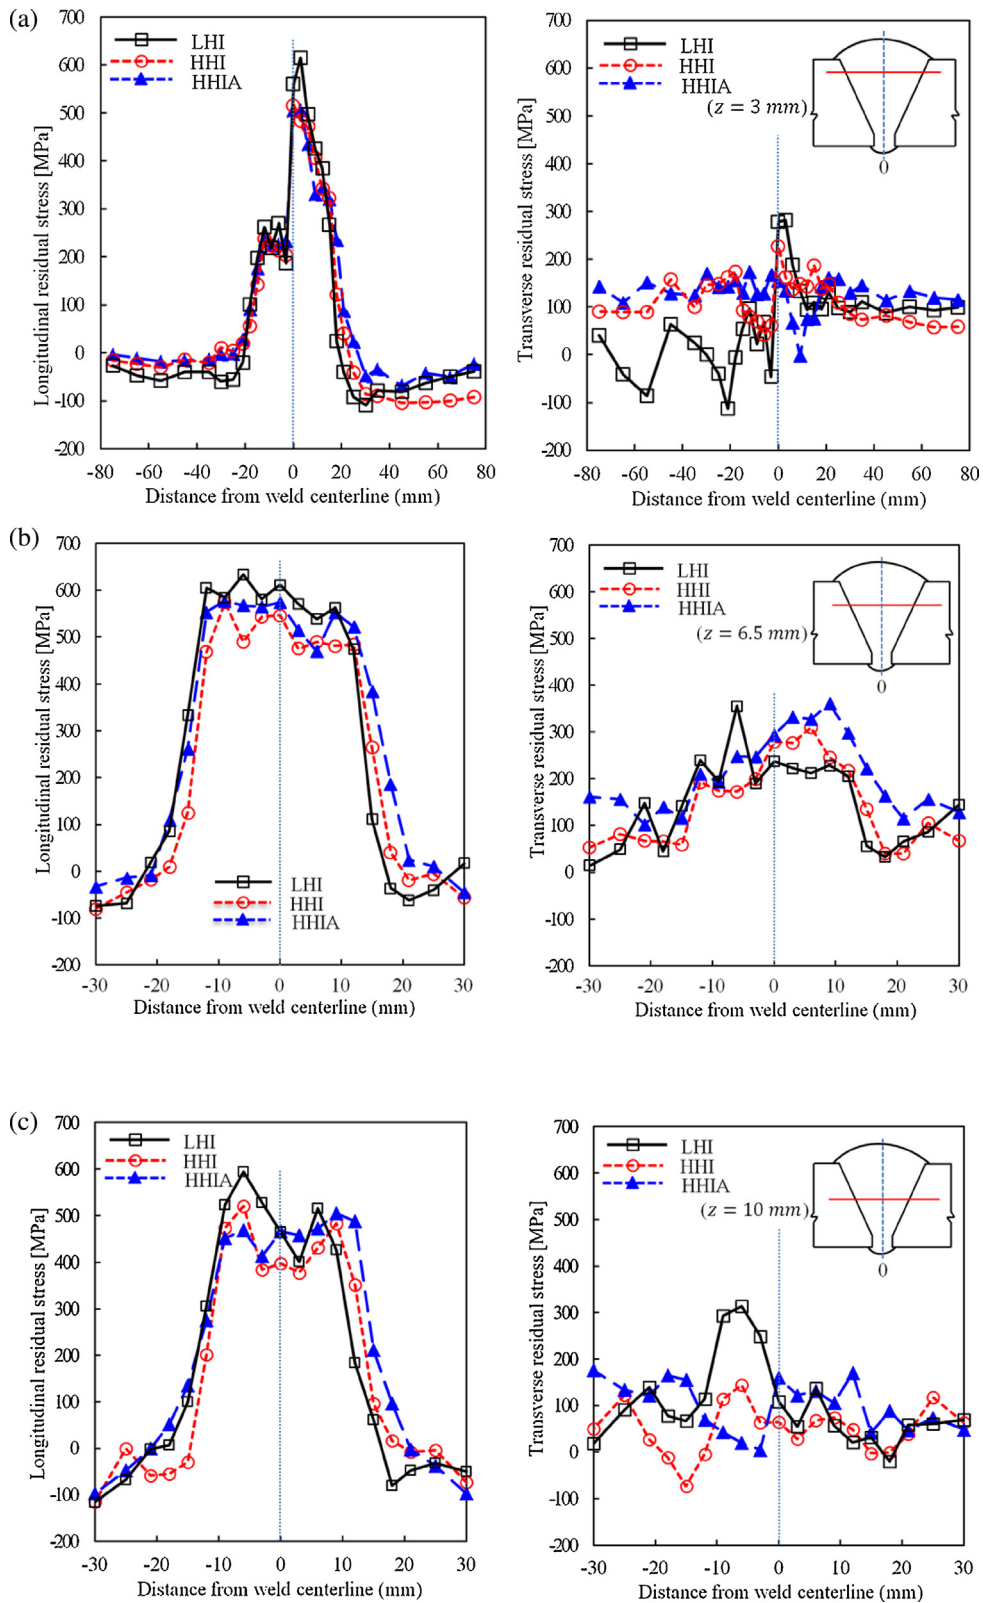 (a)
700
600
500
400
300
200
100
0
-100
-200
Longitudinal residual stress [MPa]
LHI
HHI
HHIA
-80 -60 -40 -20 0 20 40 60 80
Distance from weld centerline (mm)
700
600
500
400
300
200
100
0
-100
-200
Transverse residual stress [MPa]
LHI
HHI
HHIA
(z = 3 mm)
0
-80 -60 -40 -20 0 20 40 60 80
Distance from weld centerline (mm)
(b)
700
600
500
400
300
200
100
0
-100
-200
Longitudinal residual stress [MPa]
LHI
HHI
HHIA
-30 -20 -10 0 10 20 30
Distance from weld centerline (mm)
700
600
500
400
300
200
100
0
-100
-200
Transverse residual stress [MPa]
LHI
HHI
HHIA
(z = 6.5 mm)
0
-30 -20 -10 0 10 20 30
Distance from weld centerline (mm)
(c)
700
600
500
400
300
200
100
0
-100
-200
Longitudinal residual stress [MPa]
LHI
HHI
HHIA
-30 -20 -10 0 10 20 30
Distance from weld centerline (mm)
700
600
500
400
300
200
100
0
-100
-200
Transverse residual stress [MPa]
LHI
HHI
HHIA
(z = 10 mm)
0
-30 -20 -10 0 10 20 30
Distance from weld centerline (mm)